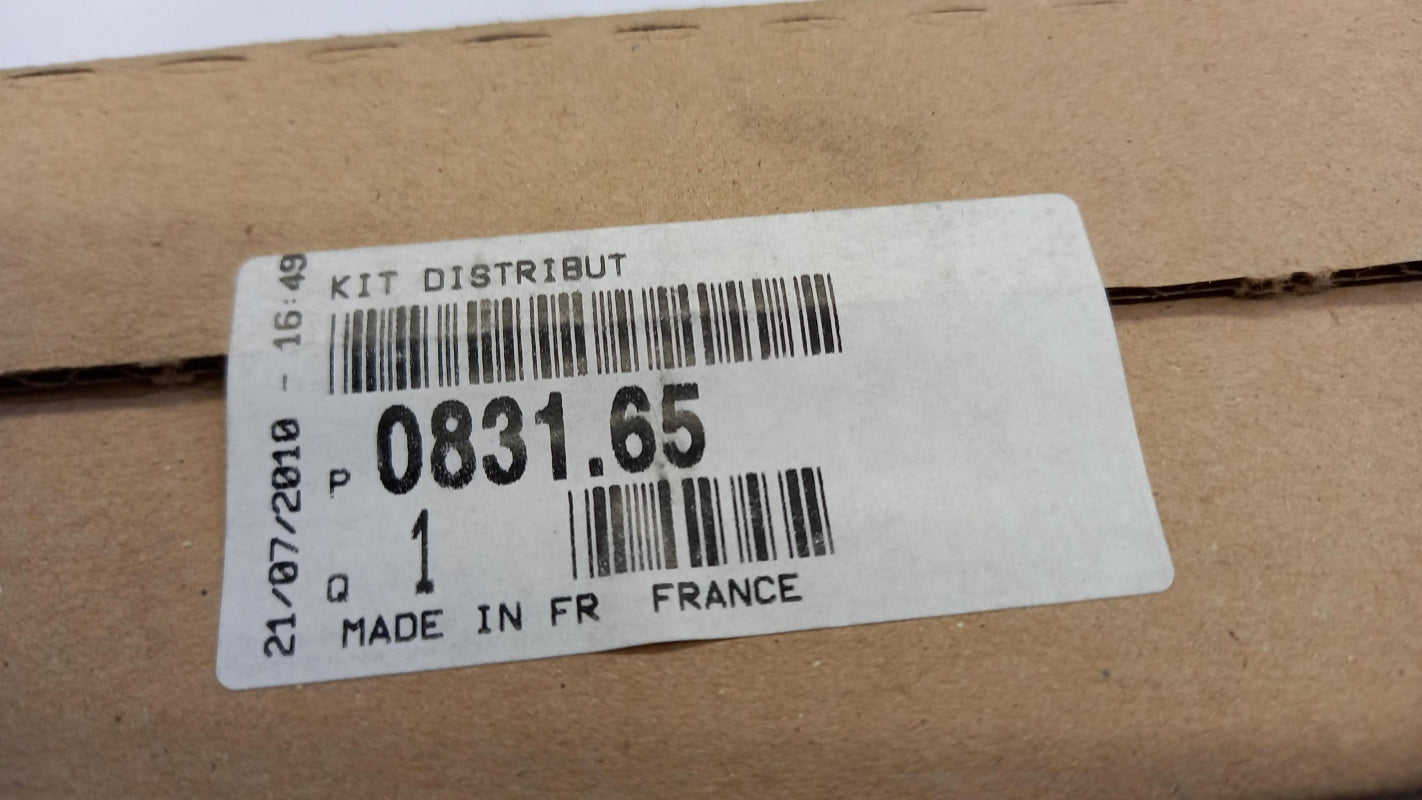 KIT DISTRIBUT
P 0831.65
Q 1
MADE IN FR FRANCE
21/07/2010 - 16:49